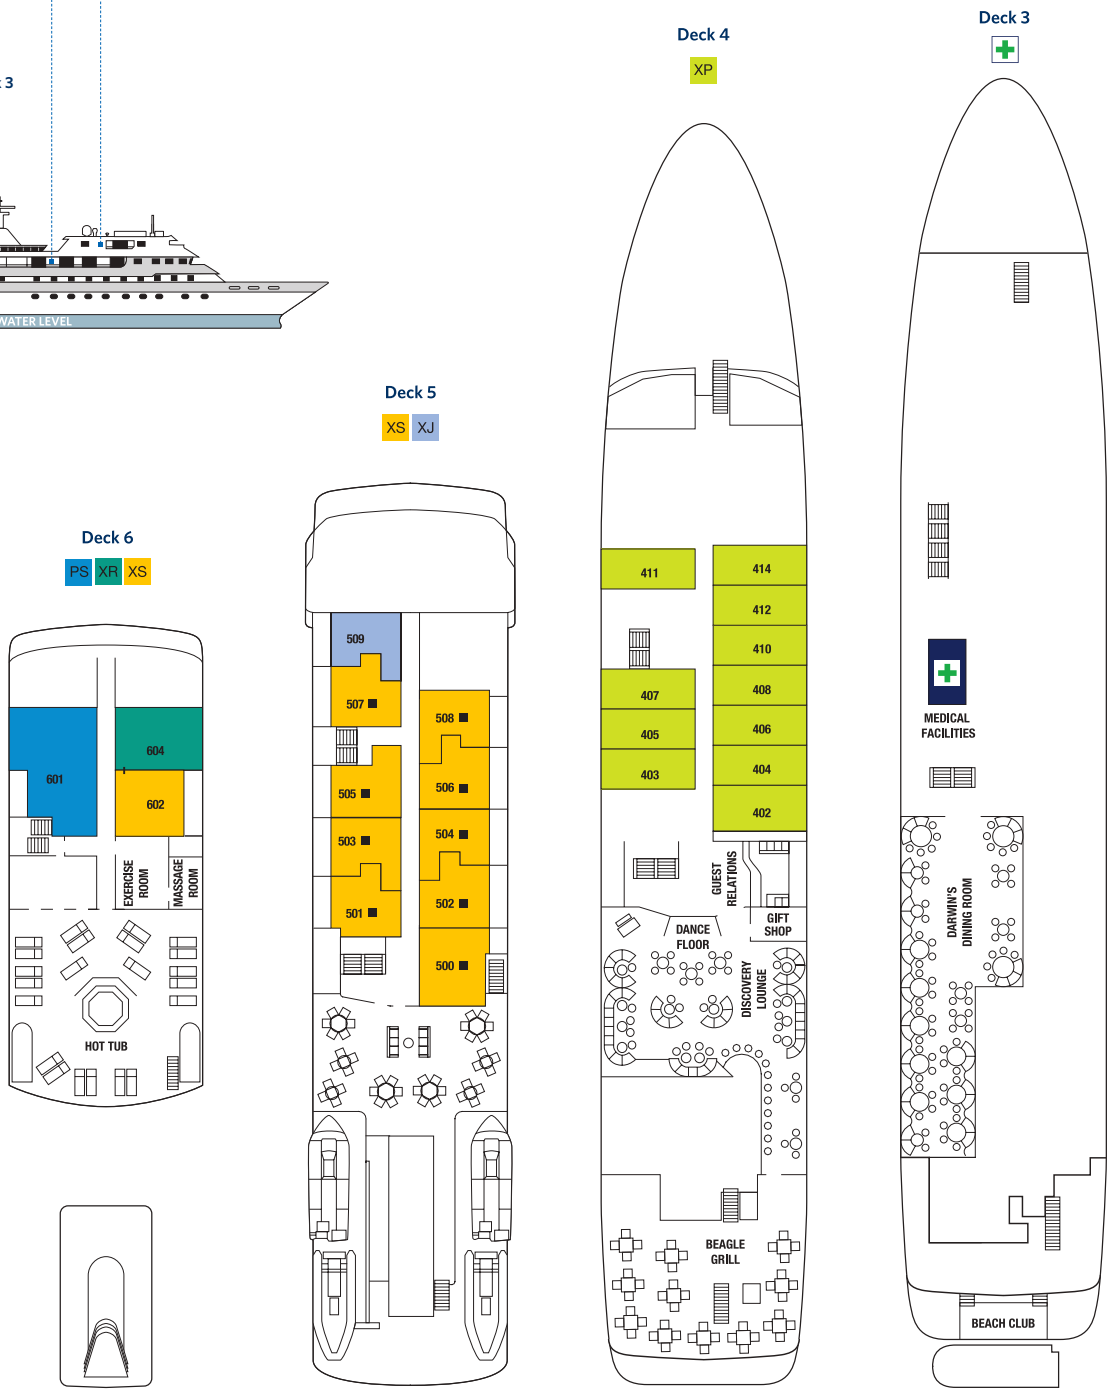 Deck 3
Deck 4
XP
3
WATER LEVEL
Deck 5
XS XJ
Deck 6
PS XR XS
601
604
602
EXERCISE
ROOM
MASSAGE
ROOM
HOT TUB
509
507
508
505
506
503
504
501
502
500
411
414
412
410
407
408
405
406
403
404
402
GUEST
RELATIONS
GIFT
SHOP
DANCE
FLOOR
DISCOVERY
LOUNGE
BEAGLE
GRILL
MEDICAL
FACILITIES
DARWIN'S
DINING ROOM
BEACH CLUB